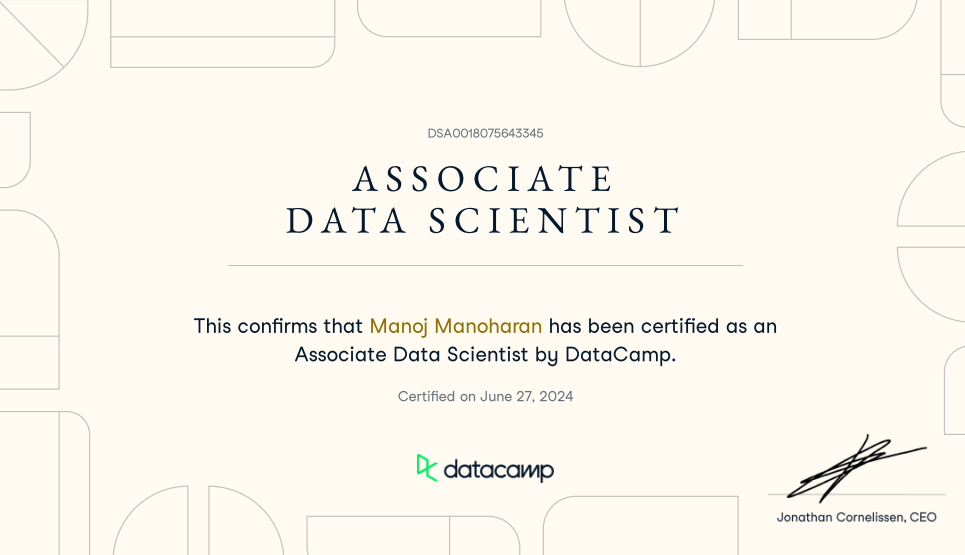 DSA0018075643345
ASSOCIATE
DATA SCIENTIST
This confirms that Manoj Manoharan has been certified as an
Associate Data Scientist by DataCamp.
Certified on June 27, 2024
datacamp
Jonathan Cornelissen, CEO